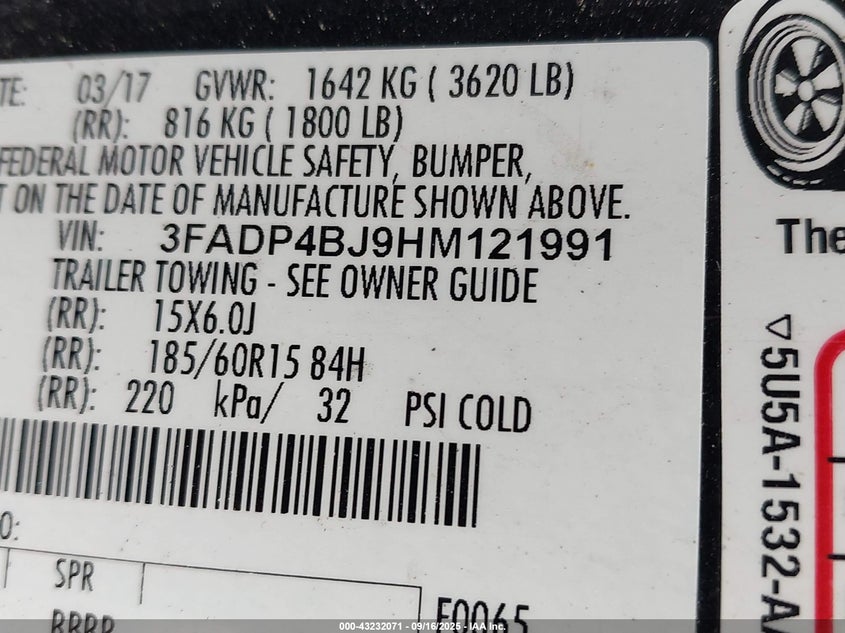 TE: 03/17 GVWR: 1642 KG ( 3620 LB)
(RR): 816 KG ( 1800 LB)
FEDERAL MOTOR VEHICLE SAFETY, BUMPER,
T ON THE DATE OF MANUFACTURE SHOWN ABOVE.
VIN: 3FADP4BJ9HM121991
TRAILER TOWING - SEE OWNER GUIDE
(RR): 15X6.0J
(RR): 185/60R15 84H
(RR): 220 kPa/ 32 PSI COLD
O:
SPR
RRRR
F0065
The
5U5A-1532-A
000-43232071 - 09/16/2025 - IAA Inc.